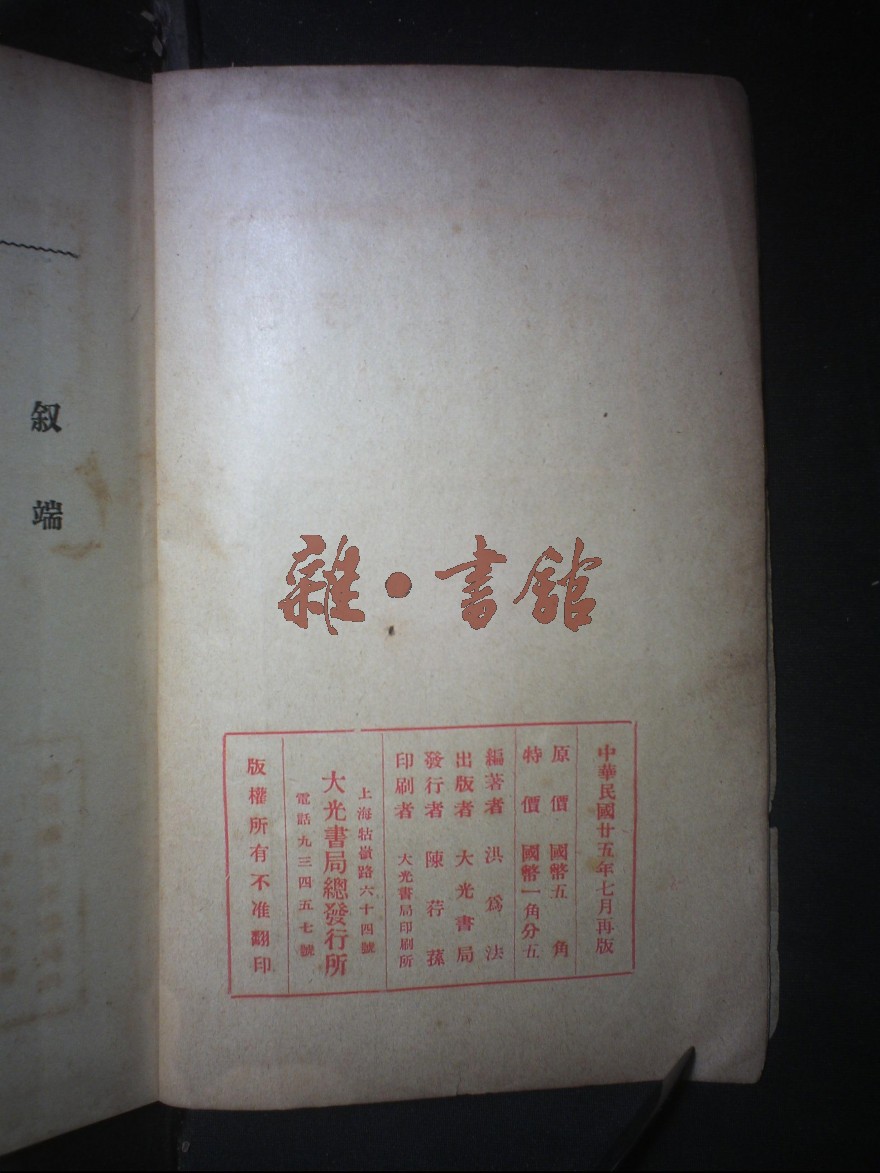 中華民國廿五年七月再版
原價 國幣五角
特價 國幣一角分五
編著者 洪爲法
出版者 大光書局
發行者 陳荇蓀
印刷者 大光書局印刷所
上海牯嶺路六十四號
大光書局總發行所
電話九三四五七號
版權所有不准翻印
雜·書館
叙端